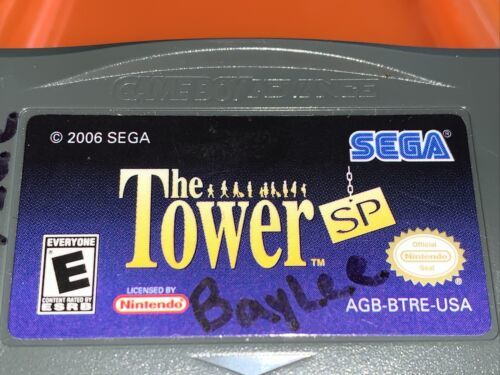 GAME BOY ADVANCE
© 2006 SEGA
SEGA
The
Tower
SP
TM
EVERYONE
E
CONTENT RATED BY
ESRB
LICENSED BY
Nintendo
Baylee
Official
Nintendo
Seal
AGB-BTRE-USA